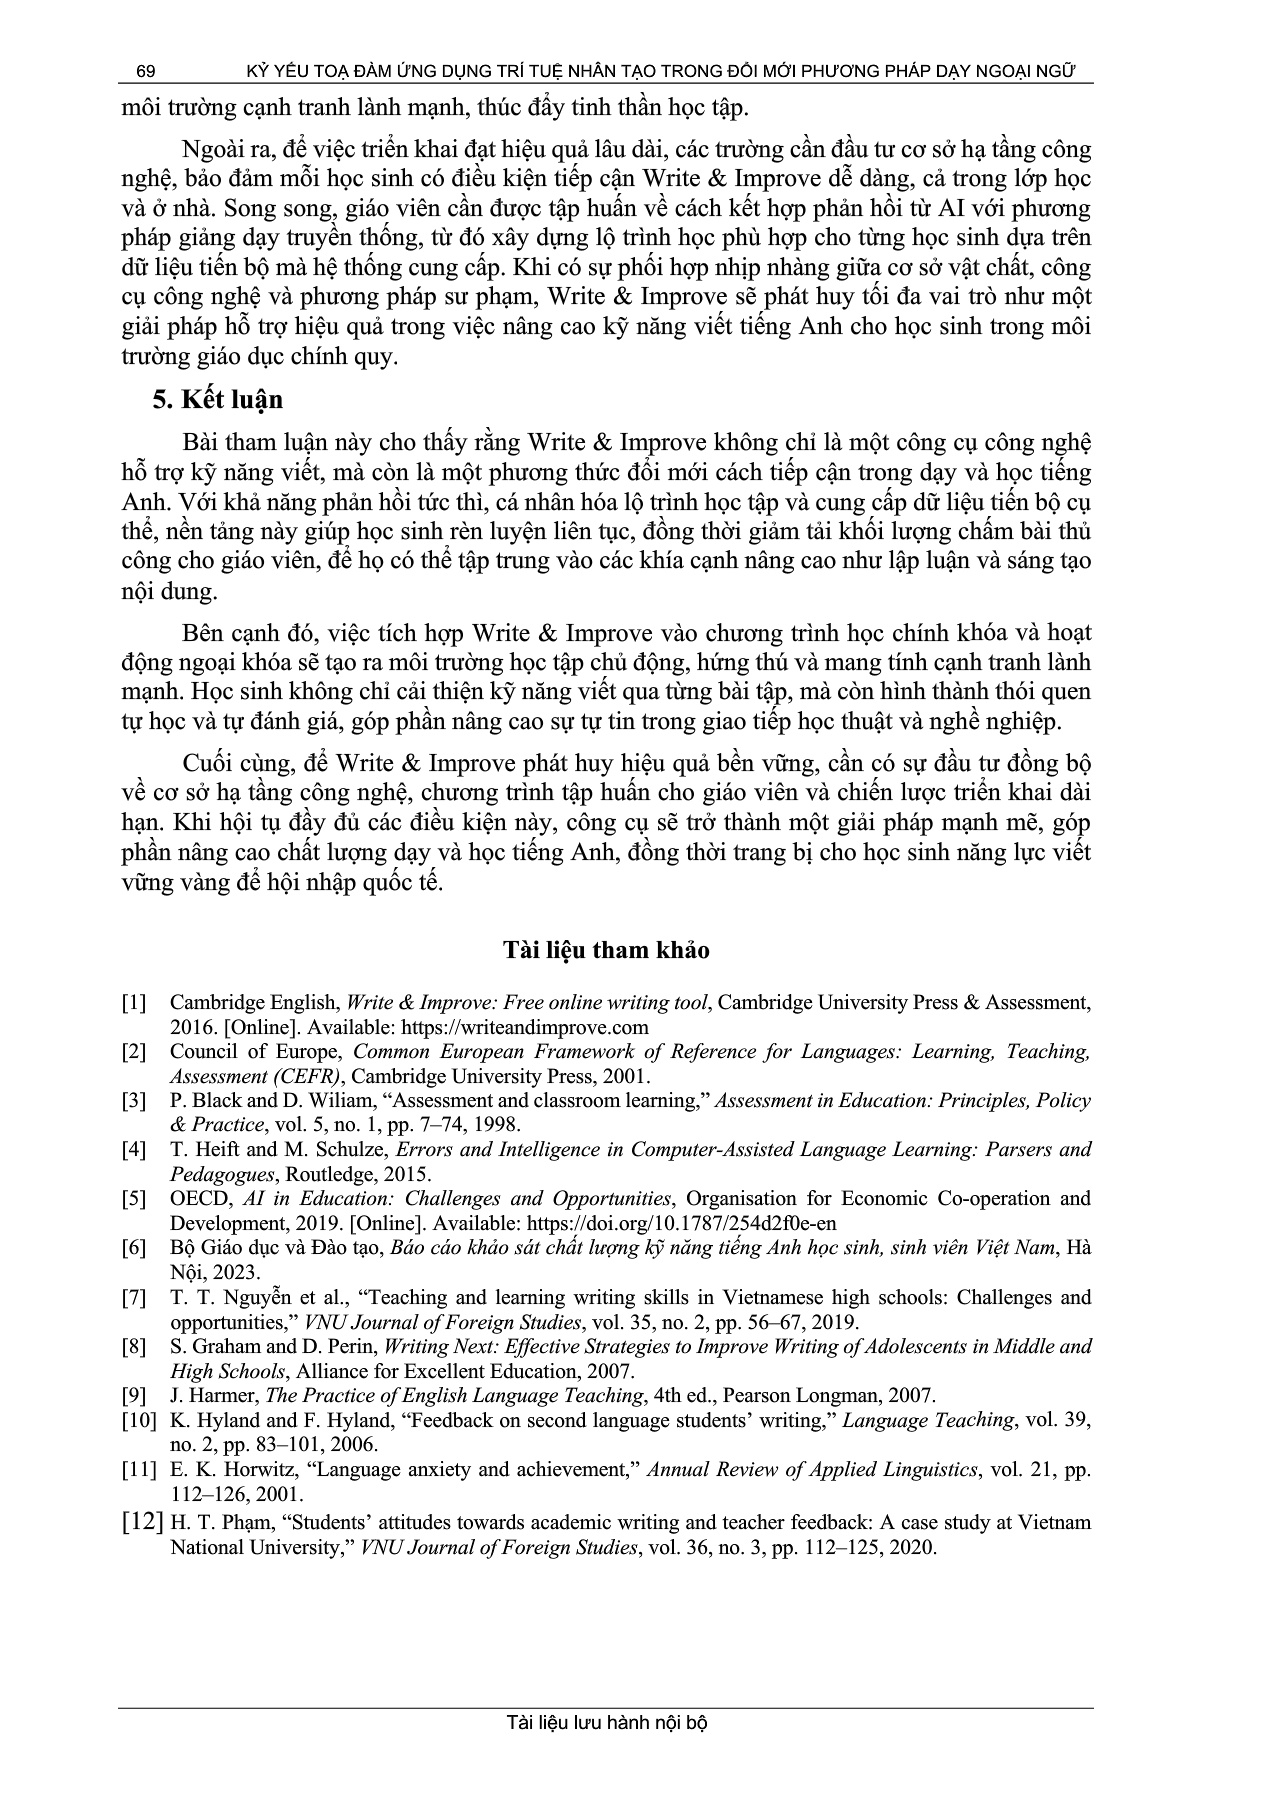 69 KỶ YẾU TOẠ ĐÀM ỨNG DỤNG TRÍ TUỆ NHÂN TẠO TRONG ĐỔI MỚI PHƯƠNG PHÁP DẠY NGOẠI NGỮ
môi trường cạnh tranh lành mạnh, thúc đẩy tinh thần học tập.
Ngoài ra, để việc triển khai đạt hiệu quả lâu dài, các trường cần đầu tư cơ sở hạ tầng công
nghệ, bảo đảm mỗi học sinh có điều kiện tiếp cận Write & Improve dễ dàng, cả trong lớp học
và ở nhà. Song song, giáo viên cần được tập huấn về cách kết hợp phản hồi từ AI với phương
pháp giảng dạy truyền thống, từ đó xây dựng lộ trình học phù hợp cho từng học sinh dựa trên
dữ liệu tiến bộ mà hệ thống cung cấp. Khi có sự phối hợp nhịp nhàng giữa cơ sở vật chất, công
cụ công nghệ và phương pháp sư phạm, Write & Improve sẽ phát huy tối đa vai trò như một
giải pháp hỗ trợ hiệu quả trong việc nâng cao kỹ năng viết tiếng Anh cho học sinh trong môi
trường giáo dục chính quy.
5. Kết luận
Bài tham luận này cho thấy rằng Write & Improve không chỉ là một công cụ công nghệ
hỗ trợ kỹ năng viết, mà còn là một phương thức đổi mới cách tiếp cận trong dạy và học tiếng
Anh. Với khả năng phản hồi tức thì, cá nhân hóa lộ trình học tập và cung cấp dữ liệu tiến bộ cụ
thể, nền tảng này giúp học sinh rèn luyện liên tục, đồng thời giảm tải khối lượng chấm bài thủ
công cho giáo viên, để họ có thể tập trung vào các khía cạnh nâng cao như lập luận và sáng tạo
nội dung.
Bên cạnh đó, việc tích hợp Write & Improve vào chương trình học chính khóa và hoạt
động ngoại khóa sẽ tạo ra môi trường học tập chủ động, hứng thú và mang tính cạnh tranh lành
mạnh. Học sinh không chỉ cải thiện kỹ năng viết qua từng bài tập, mà còn hình thành thói quen
tự học và tự đánh giá, góp phần nâng cao sự tự tin trong giao tiếp học thuật và nghề nghiệp.
Cuối cùng, để Write & Improve phát huy hiệu quả bền vững, cần có sự đầu tư đồng bộ
về cơ sở hạ tầng công nghệ, chương trình tập huấn cho giáo viên và chiến lược triển khai dài
hạn. Khi hội tụ đầy đủ các điều kiện này, công cụ sẽ trở thành một giải pháp mạnh mẽ, góp
phần nâng cao chất lượng dạy và học tiếng Anh, đồng thời trang bị cho học sinh năng lực viết
vững vàng để hội nhập quốc tế.
Tài liệu tham khảo
[1] Cambridge English, Write & Improve: Free online writing tool, Cambridge University Press & Assessment,
2016. [Online]. Available: https://writeandimprove.com
[2] Council of Europe, Common European Framework of Reference for Languages: Learning, Teaching,
Assessment (CEFR), Cambridge University Press, 2001.
[3] P. Black and D. Wiliam, “Assessment and classroom learning,” Assessment in Education: Principles, Policy
& Practice, vol. 5, no. 1, pp. 7–74, 1998.
[4] T. Heift and M. Schulze, Errors and Intelligence in Computer-Assisted Language Learning: Parsers and
Pedagogues, Routledge, 2015.
[5] OECD, AI in Education: Challenges and Opportunities, Organisation for Economic Co-operation and
Development, 2019. [Online]. Available: https://doi.org/10.1787/254d2f0e-en
[6] Bộ Giáo dục và Đào tạo, Báo cáo khảo sát chất lượng kỹ năng tiếng Anh học sinh, sinh viên Việt Nam, Hà
Nội, 2023.
[7] T. T. Nguyễn et al., “Teaching and learning writing skills in Vietnamese high schools: Challenges and
opportunities,” VNU Journal of Foreign Studies, vol. 35, no. 2, pp. 56–67, 2019.
[8] S. Graham and D. Perin, Writing Next: Effective Strategies to Improve Writing of Adolescents in Middle and
High Schools, Alliance for Excellent Education, 2007.
[9] J. Harmer, The Practice of English Language Teaching, 4th ed., Pearson Longman, 2007.
[10] K. Hyland and F. Hyland, “Feedback on second language students’ writing,” Language Teaching, vol. 39,
no. 2, pp. 83–101, 2006.
[11] E. K. Horwitz, “Language anxiety and achievement,” Annual Review of Applied Linguistics, vol. 21, pp.
112–126, 2001.
[12] H. T. Phạm, “Students’ attitudes towards academic writing and teacher feedback: A case study at Vietnam
National University,” VNU Journal of Foreign Studies, vol. 36, no. 3, pp. 112–125, 2020.
Tài liệu lưu hành nội bộ